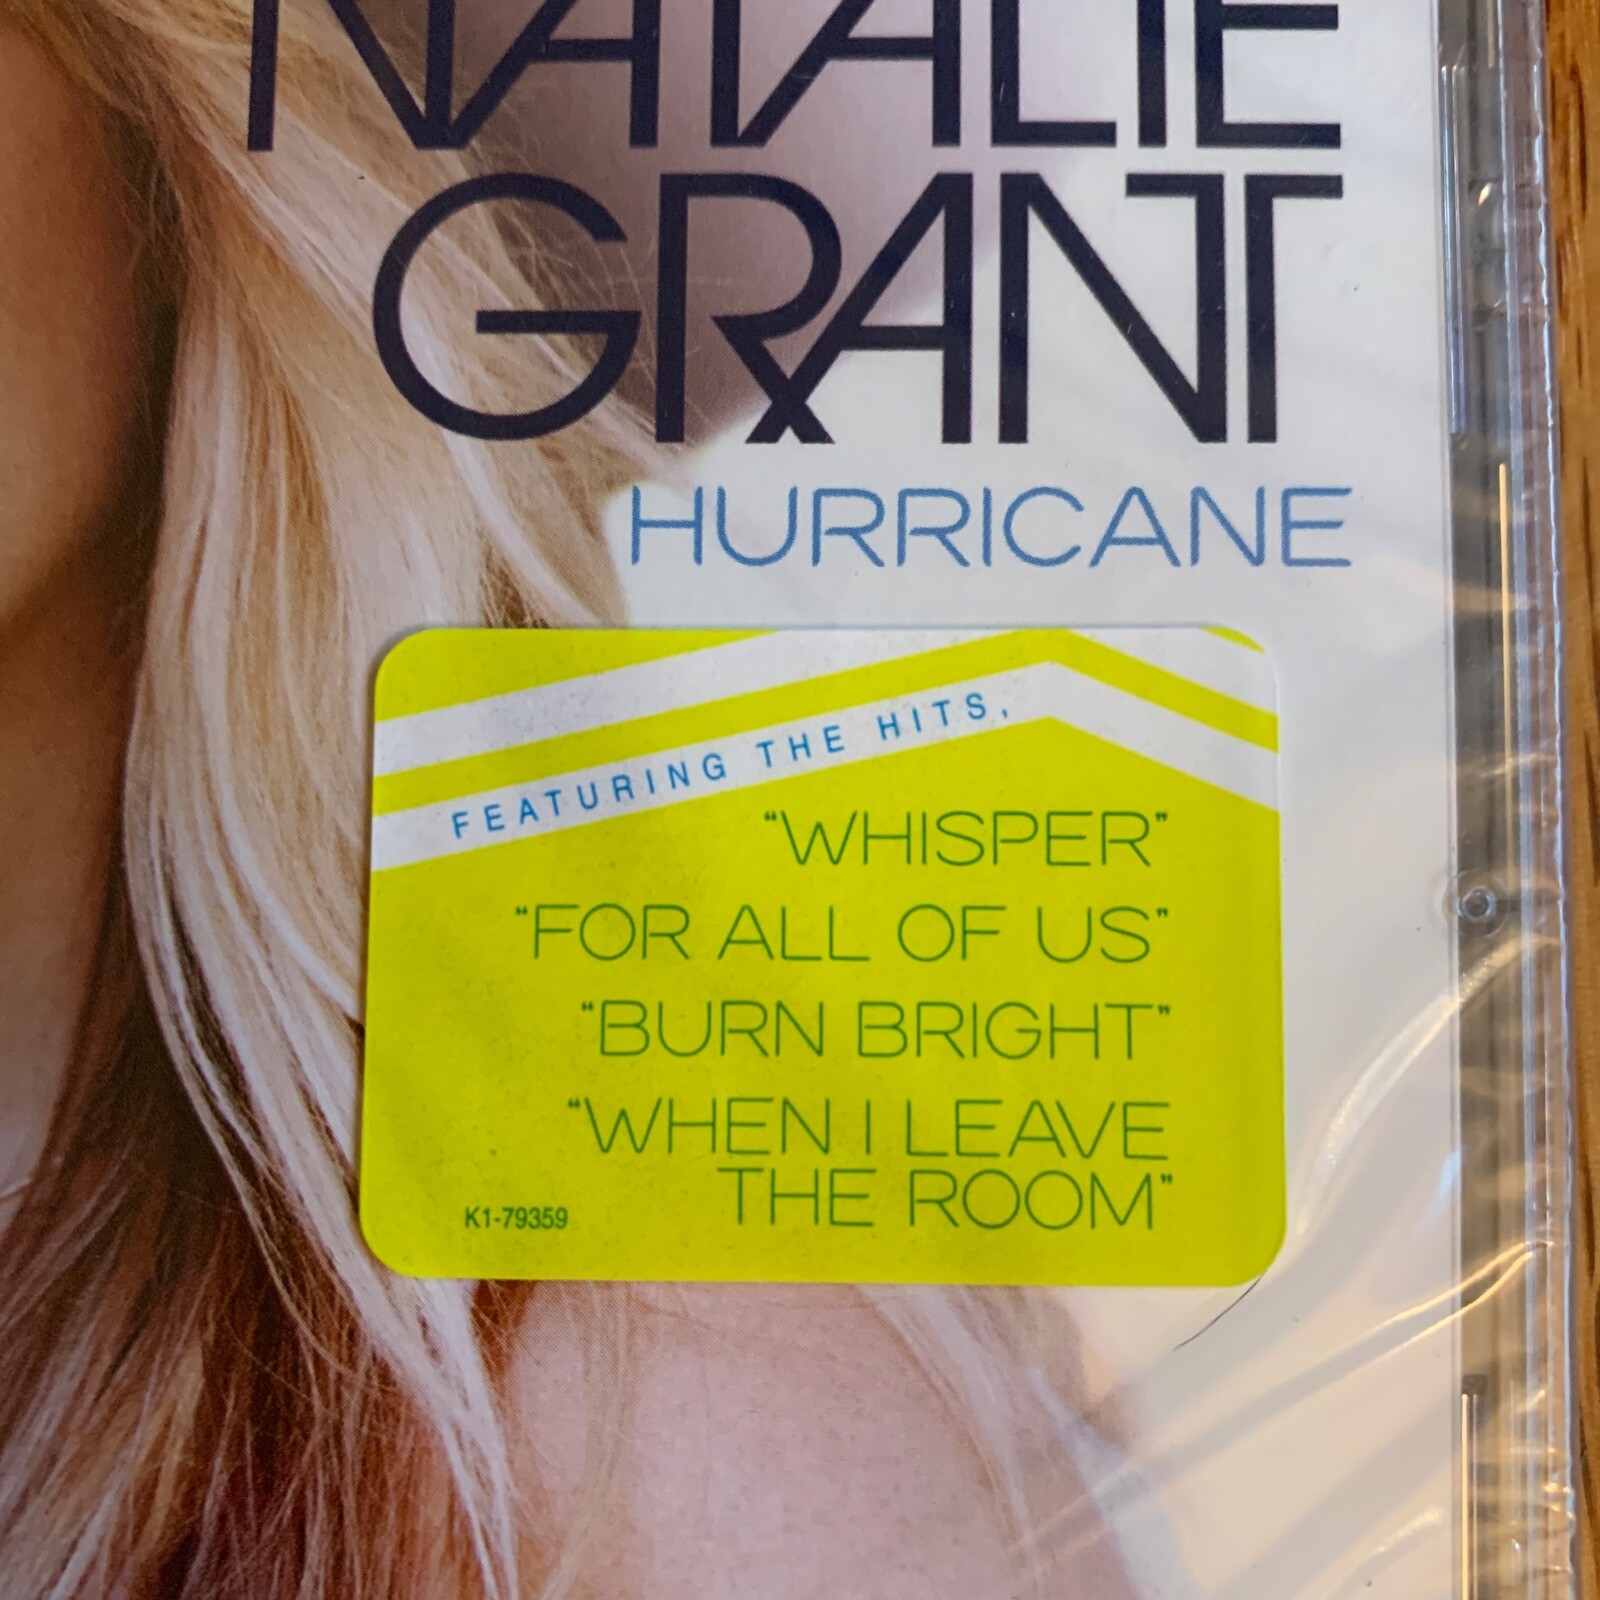 NATALIE
GRANT
HURRICANE
FEATURING THE HITS,
"WHISPER"
"FOR ALL OF US"
"BURN BRIGHT"
"WHEN I LEAVE
THE ROOM"
K1-79359